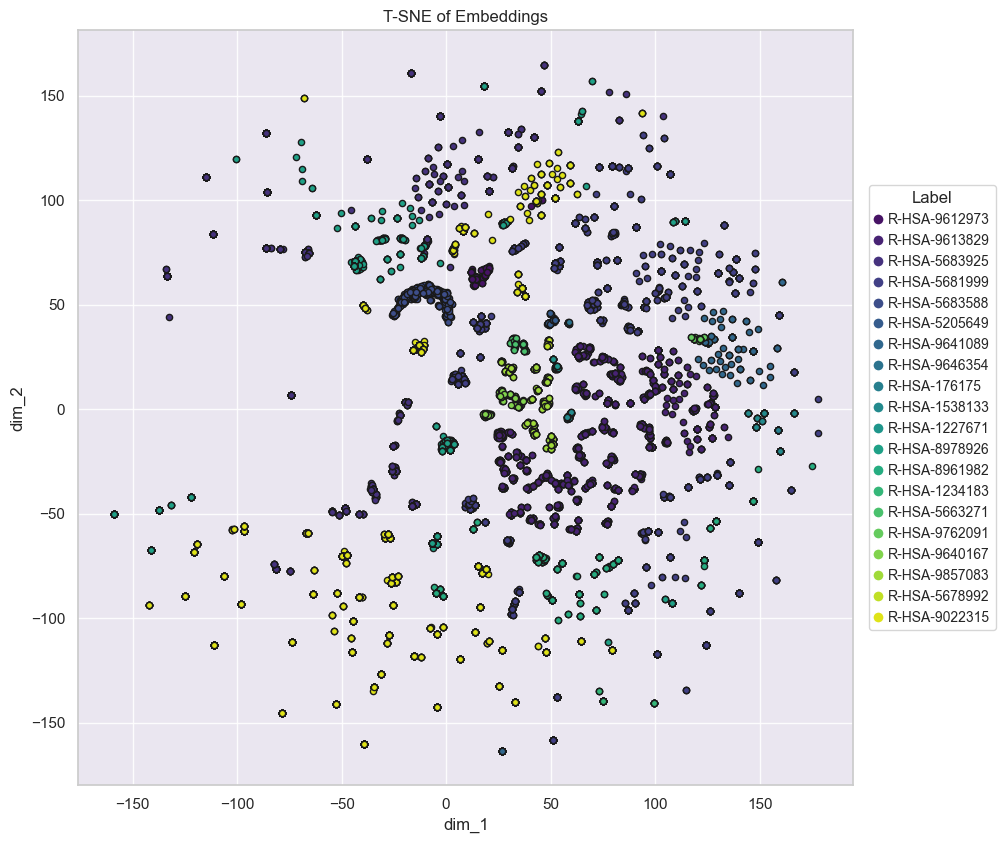 T-SNE of Embeddings
150
100
50
0
−50
−100
−150
dim_2
−150
−100
−50
0
50
100
150
dim_1
Label
R-HSA-9612973
R-HSA-9613829
R-HSA-5683925
R-HSA-5681999
R-HSA-5683588
R-HSA-5205649
R-HSA-9641089
R-HSA-9646354
R-HSA-176175
R-HSA-1538133
R-HSA-1227671
R-HSA-8978926
R-HSA-8961982
R-HSA-1234183
R-HSA-5663271
R-HSA-9762091
R-HSA-9640167
R-HSA-9857083
R-HSA-5678992
R-HSA-9022315